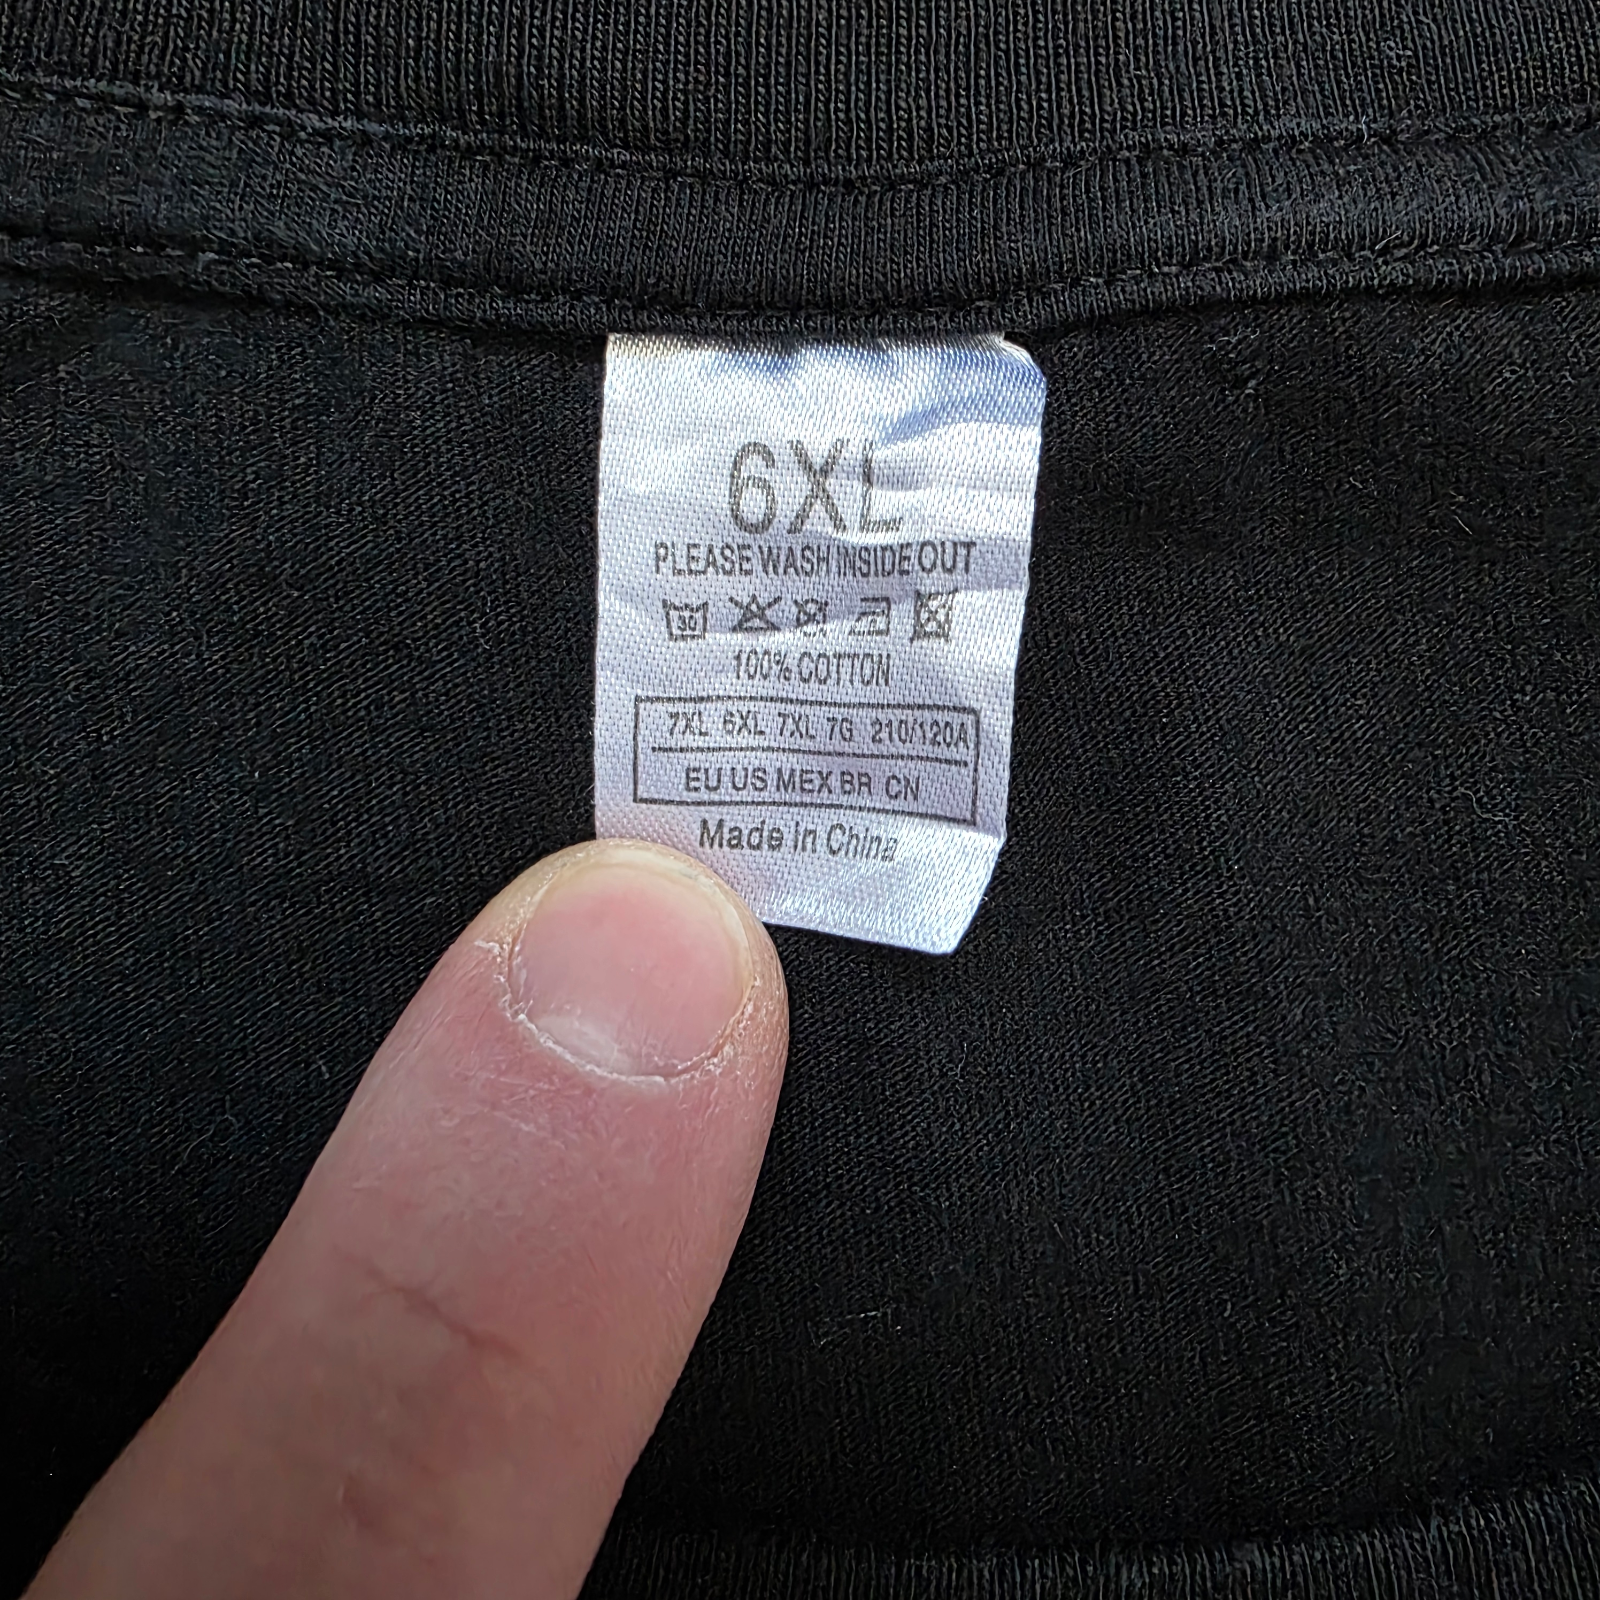 6XL
PLEASE WASH INSIDE OUT
30
100% COTTON
7XL 6XL 7XL 7G 210/120A
EU US MEX BR CN
Made in China